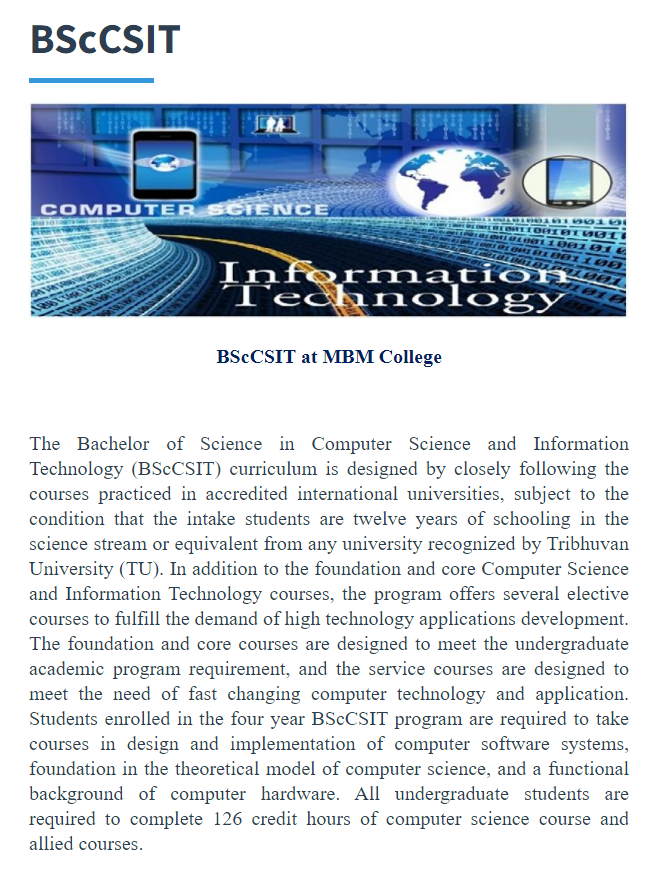 BScCSIT
COMPUTER SCIENCE
Information
Technology
BScCSIT at MBM College
The Bachelor of Science in Computer Science and Information
Technology (BScCSIT) curriculum is designed by closely following the
courses practiced in accredited international universities, subject to the
condition that the intake students are twelve years of schooling in the
science stream or equivalent from any university recognized by Tribhuvan
University (TU). In addition to the foundation and core Computer Science
and Information Technology courses, the program offers several elective
courses to fulfill the demand of high technology applications development.
The foundation and core courses are designed to meet the undergraduate
academic program requirement, and the service courses are designed to
meet the need of fast changing computer technology and application.
Students enrolled in the four year BScCSIT program are required to take
courses in design and implementation of computer software systems,
foundation in the theoretical model of computer science, and a functional
background of computer hardware. All undergraduate students are
required to complete 126 credit hours of computer science course and
allied courses.